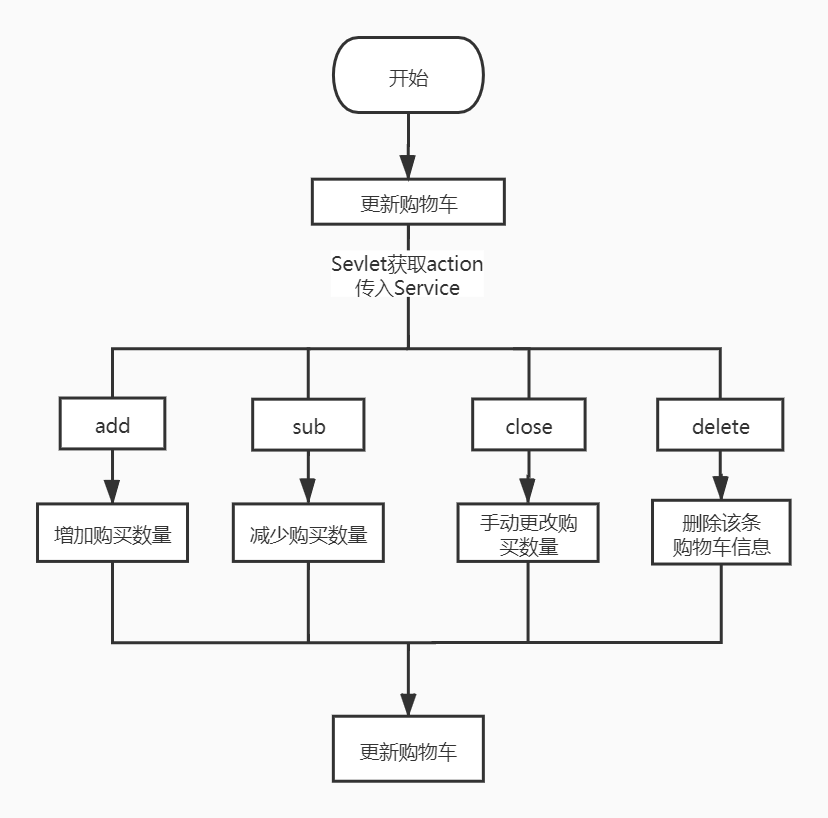 开始
更新购物车
Sevlet获取action
传入Service
add
sub
close
delete
增加购买数量
减少购买数量
手动更改购
买数量
删除该条
购物车信息
更新购物车